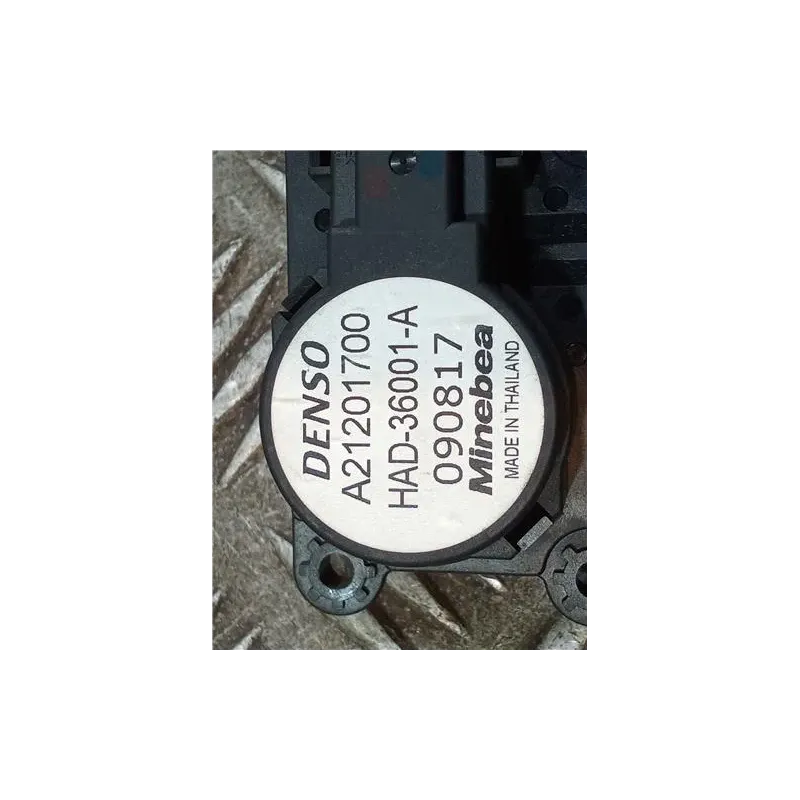 DENSO
A21201700
HAD-36001-A
090817
Minebea
MADE IN THAILAND